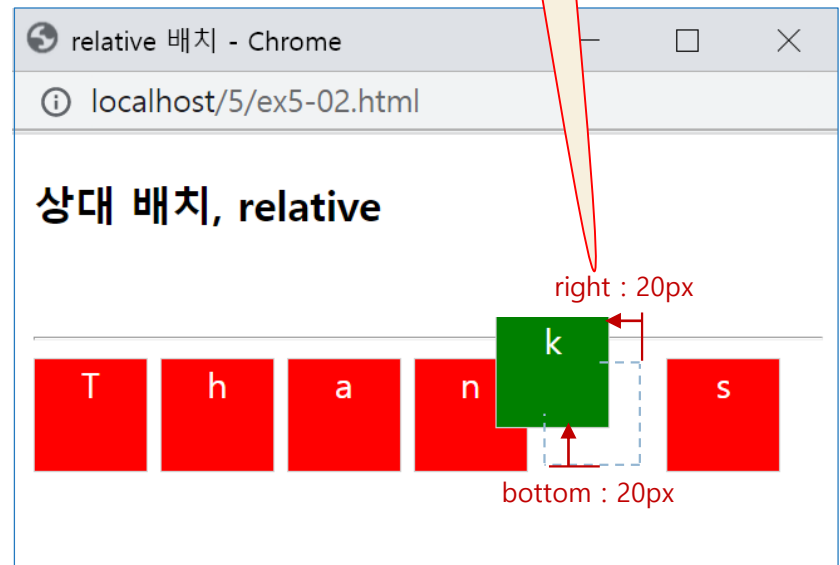 relative 배치 - Chrome
localhost/5/ex5-02.html
상대 배치, relative
right : 20px
T h a n k s
bottom : 20px